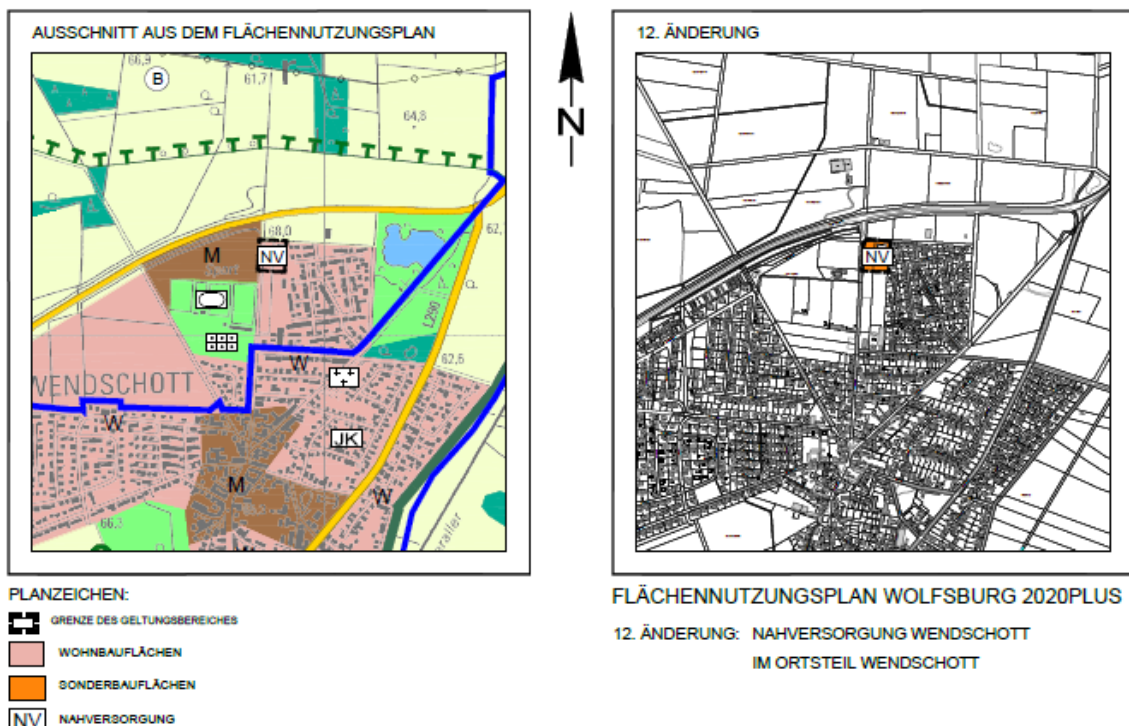 AUSSCHNITT AUS DEM FLÄCHENNUTZUNGSPLAN
66,9
B
61,7
64,8
68,0
62,
M
NV
L290
W
62,6
WENDSCHOTT
W
JK
M
W
66,3
PLANZEICHEN:
GRENZE DES GELTUNGSBEREICHES
WOHNBAUFLÄCHEN
SONDERBAUFLÄCHEN
NV NAHVERSORGUNG
N
12. ÄNDERUNG
NV
FLÄCHENNUTZUNGSPLAN WOLFSBURG 2020PLUS
12. ÄNDERUNG: NAHVERSORGUNG WENDSCHOTT
IM ORTSTEIL WENDSCHOTT